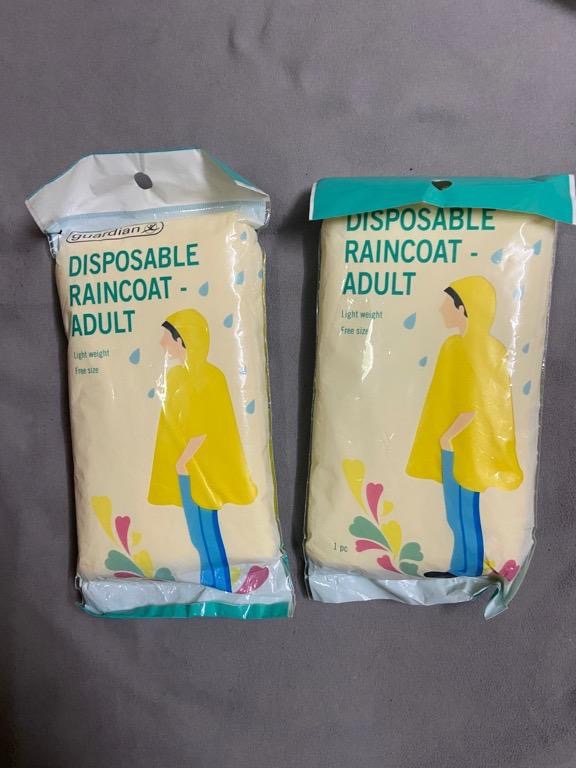 guardian
DISPOSABLE
RAINCOAT -
ADULT
Light weight
Free size
DISPOSABLE
RAINCOAT -
ADULT
Light weight
Free size
1 pc